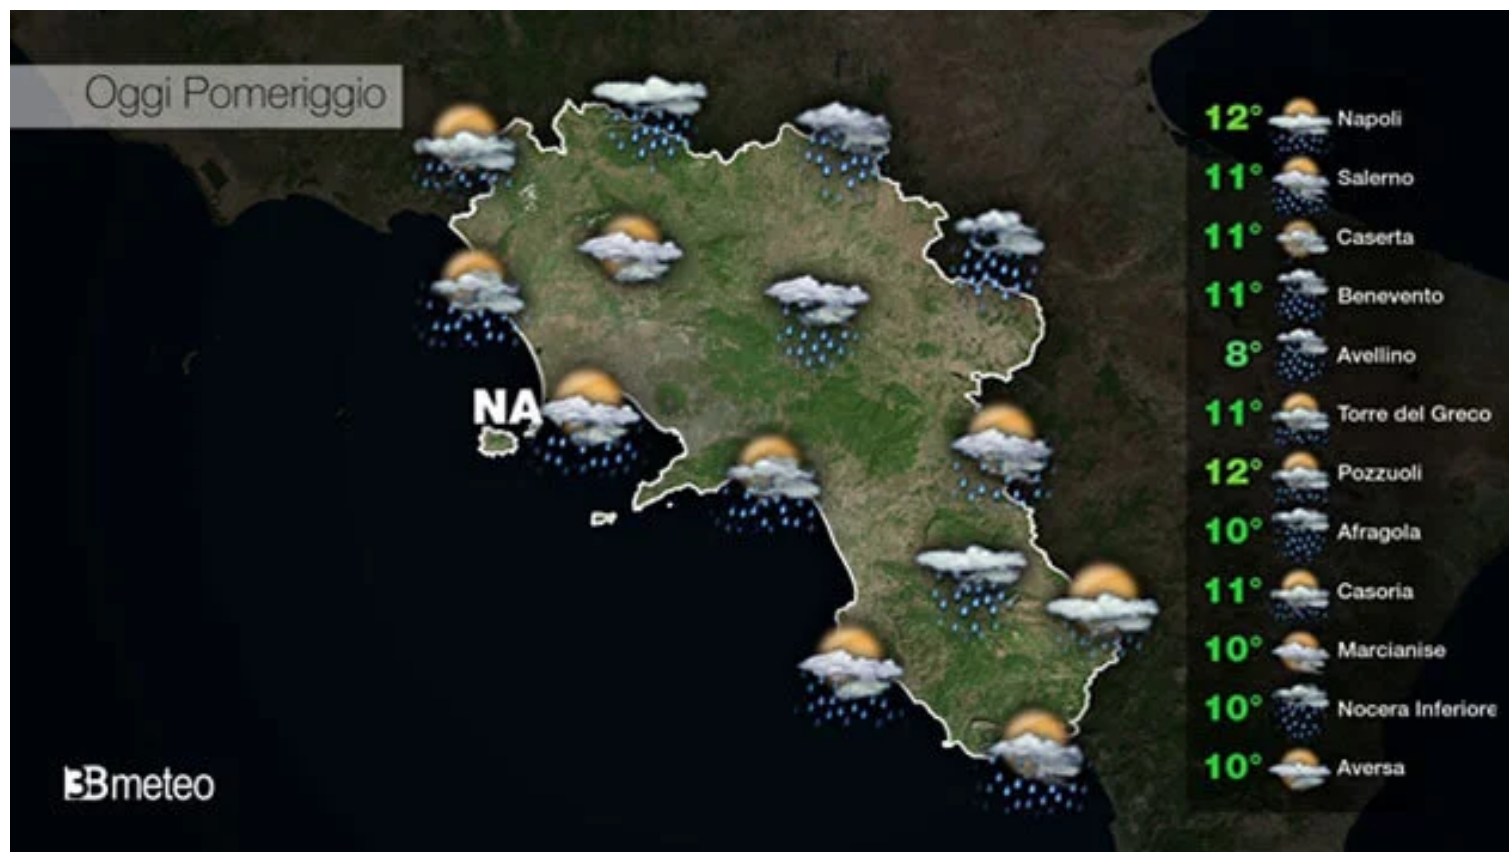 Oggi Pomeriggio
NA
12° Napoli
11° Salerno
11° Caserta
11° Benevento
8° Avellino
11° Torre del Greco
12° Pozzuoli
10° Afragola
11° Casoria
10° Marcianise
10° Nocera Inferiore
10° Aversa
3Bmeteo